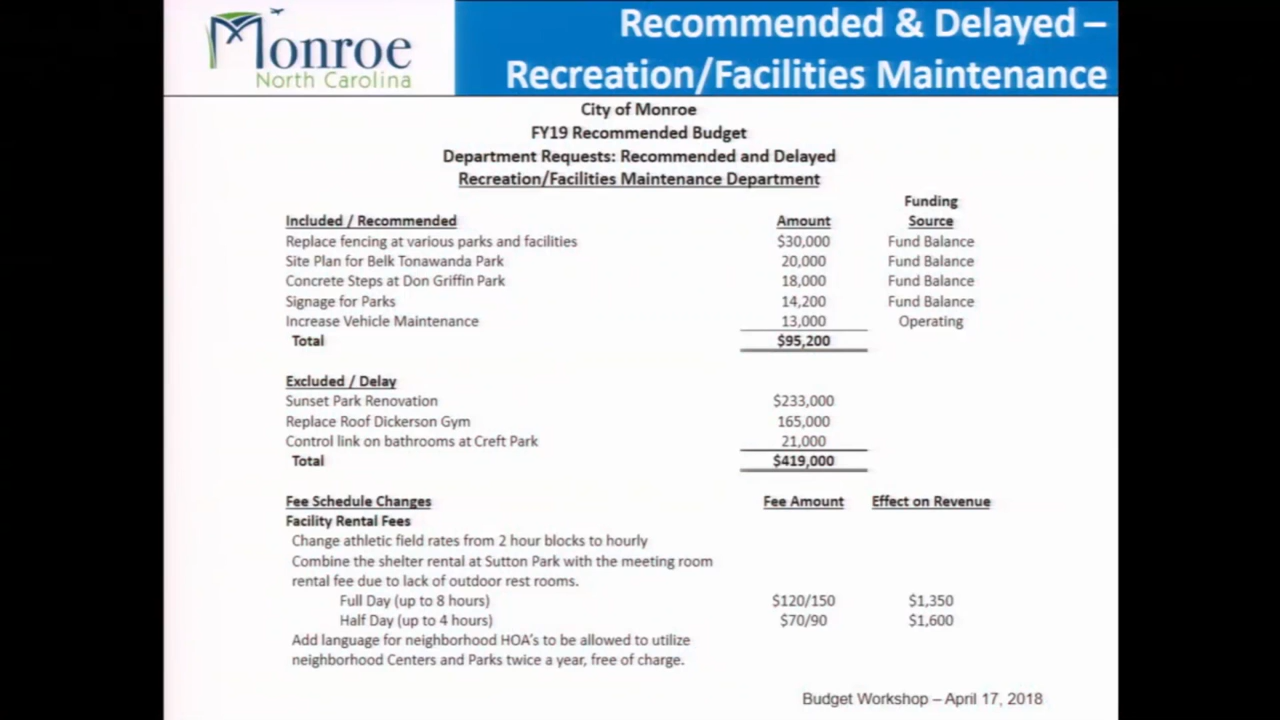 Monroe
North Carolina
Recommended & Delayed –
Recreation/Facilities Maintenance
City of Monroe
FY19 Recommended Budget
Department Requests: Recommended and Delayed
Recreation/Facilities Maintenance Department
Funding
Included / Recommended Amount Source
Replace fencing at various parks and facilities $30,000 Fund Balance
Site Plan for Belk Tonawanda Park 20,000 Fund Balance
Concrete Steps at Don Griffin Park 18,000 Fund Balance
Signage for Parks 14,200 Fund Balance
Increase Vehicle Maintenance 13,000 Operating
Total $95,200
Excluded / Delay
Sunset Park Renovation $233,000
Replace Roof Dickerson Gym 165,000
Control link on bathrooms at Creft Park 21,000
Total $419,000
Fee Schedule Changes Fee Amount Effect on Revenue
Facility Rental Fees
Change athletic field rates from 2 hour blocks to hourly
Combine the shelter rental at Sutton Park with the meeting room
rental fee due to lack of outdoor rest rooms.
Full Day (up to 8 hours) $120/150 $1,350
Half Day (up to 4 hours) $70/90 $1,600
Add language for neighborhood HOA's to be allowed to utilize
neighborhood Centers and Parks twice a year, free of charge.
Budget Workshop – April 17, 2018